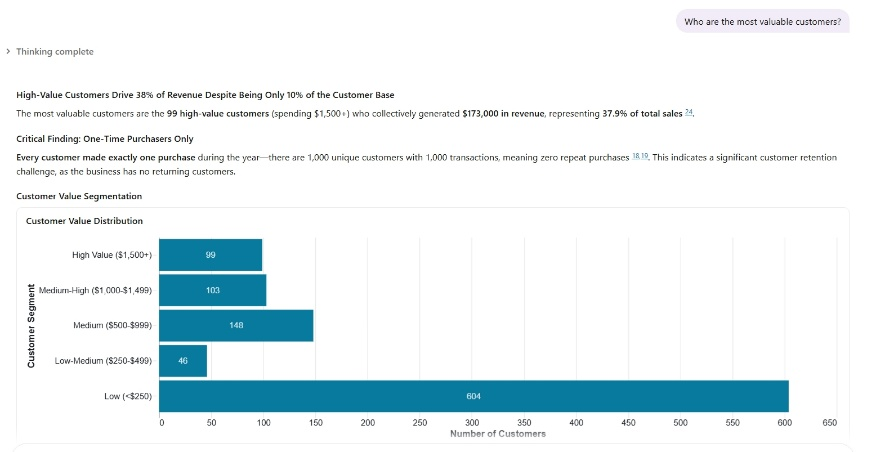 Who are the most valuable customers?
Thinking complete
High-Value Customers Drive 38% of Revenue Despite Being Only 10% of the Customer Base
The most valuable customers are the 99 high-value customers (spending $1,500+) who collectively generated $173,000 in revenue, representing 37.9% of total sales 24.
Critical Finding: One-Time Purchasers Only
Every customer made exactly one purchase during the year—there are 1,000 unique customers with 1,000 transactions, meaning zero repeat purchases 18,19. This indicates a significant customer retention
challenge, as the business has no returning customers.
Customer Value Segmentation
Customer Value Distribution
Customer Segment
High Value ($1,500+) 99
Medium-High ($1,000-$1,499) 103
Medium ($500-$999) 148
Low-Medium ($250-$499) 46
Low (<$250) 604
0 50 100 150 200 250 300 350 400 450 500 550 600 650
Number of Customers